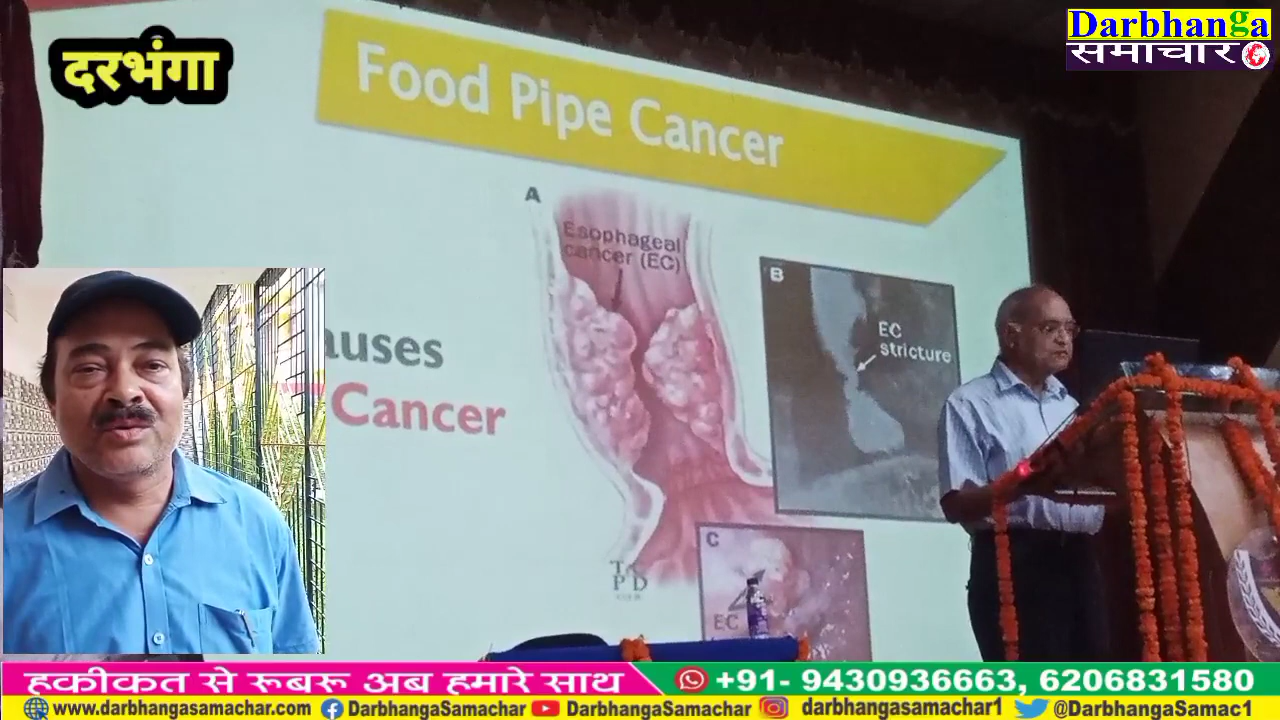 Darbhanga
समाचार
दरभंगा
Food Pipe Cancer
A
Esophageal
cancer (EC)
B
EC
stricture
auses
Cancer
C
EC
हकीकत से रूबरू अब हमारे साथ
+91- 9430936663, 6206831580
www.darbhangasamachar.com
DarbhangaSamachar
DarbhangaSamachar
darbhangasamachar1
@DarbhangaSamac1